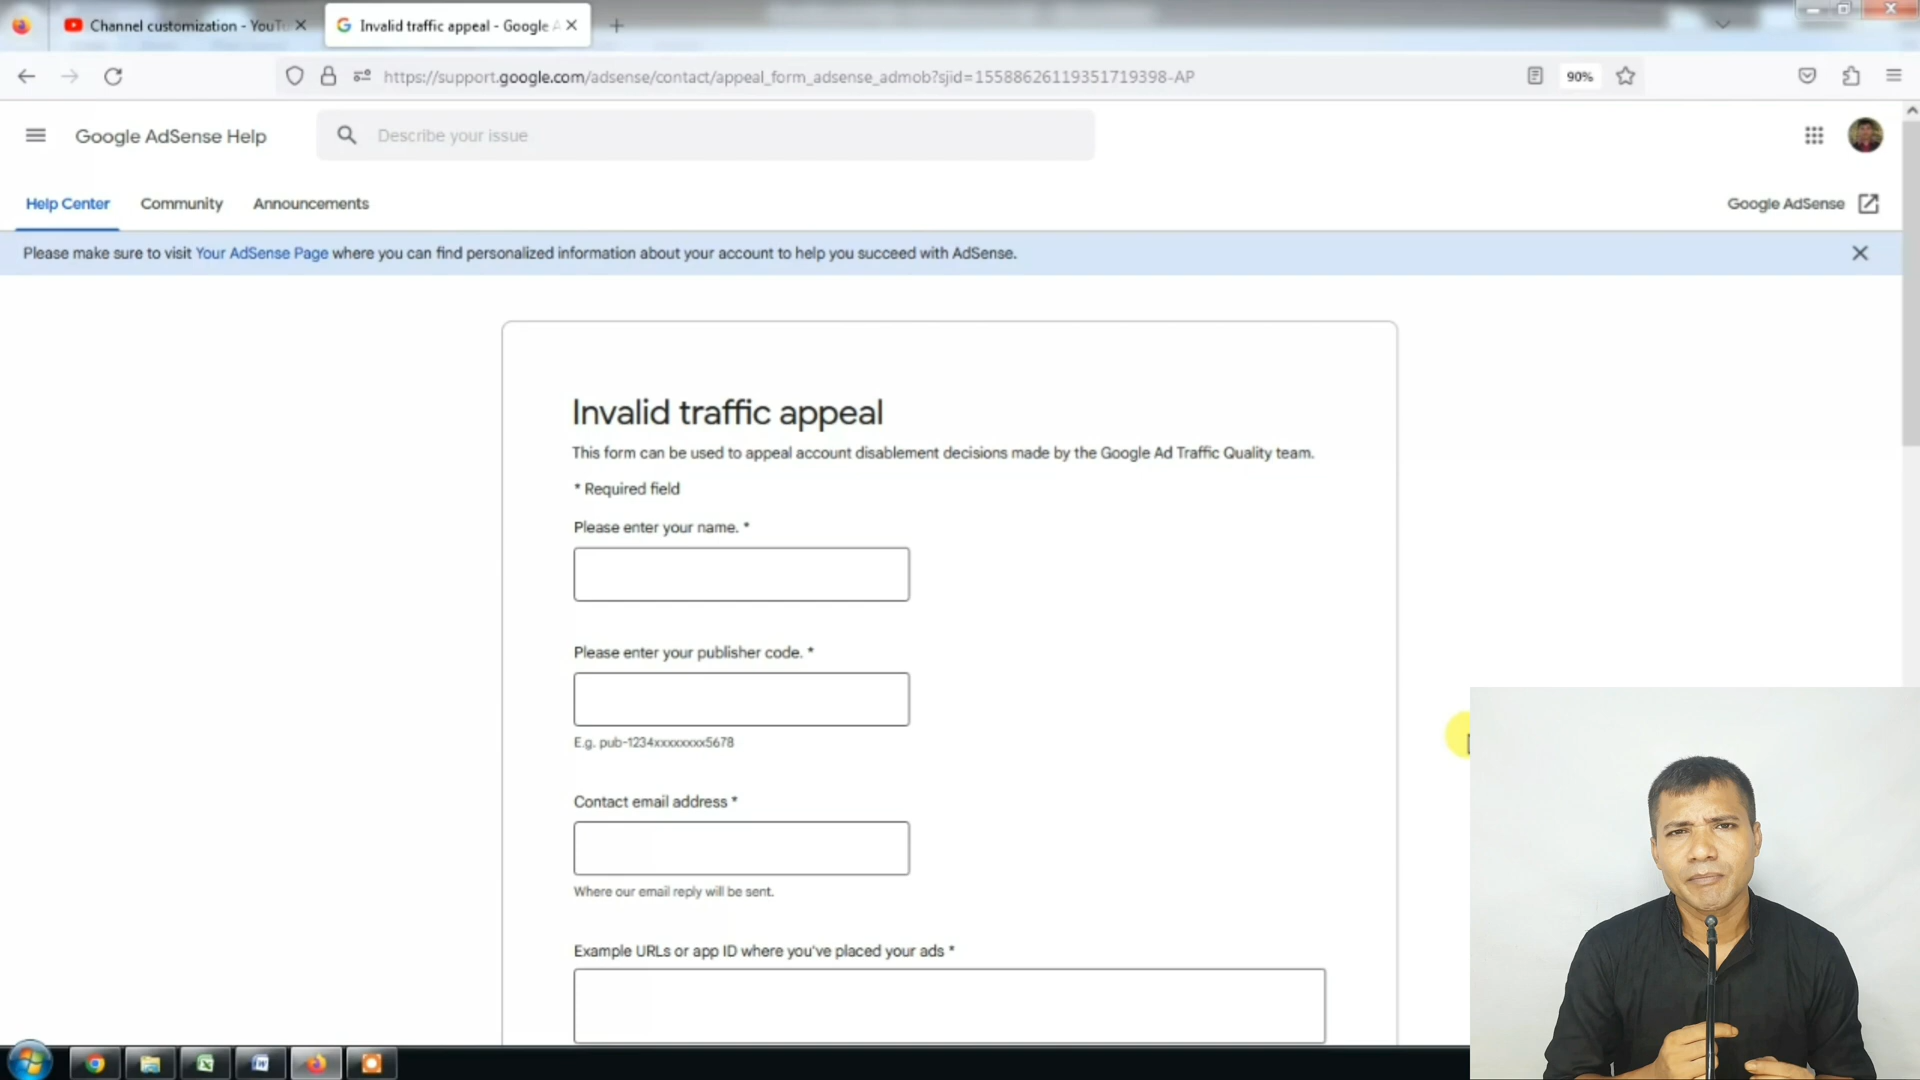 Channel customization - YouTu
Invalid traffic appeal - Google A
https://support.google.com/adsense/contact/appeal_form_adsense_admob?sjid=15588626119351719398-AP
90%
Google AdSense Help
Describe your issue
Help Center
Community
Announcements
Google AdSense
Please make sure to visit Your AdSense Page where you can find personalized information about your account to help you succeed with AdSense.
Invalid traffic appeal
This form can be used to appeal account disablement decisions made by the Google Ad Traffic Quality team.
* Required field
Please enter your name. *
Please enter your publisher code. *
E.g. pub-1234xxxxxxxx5678
Contact email address *
Where our email reply will be sent.
Example URLs or app ID where you've placed your ads *